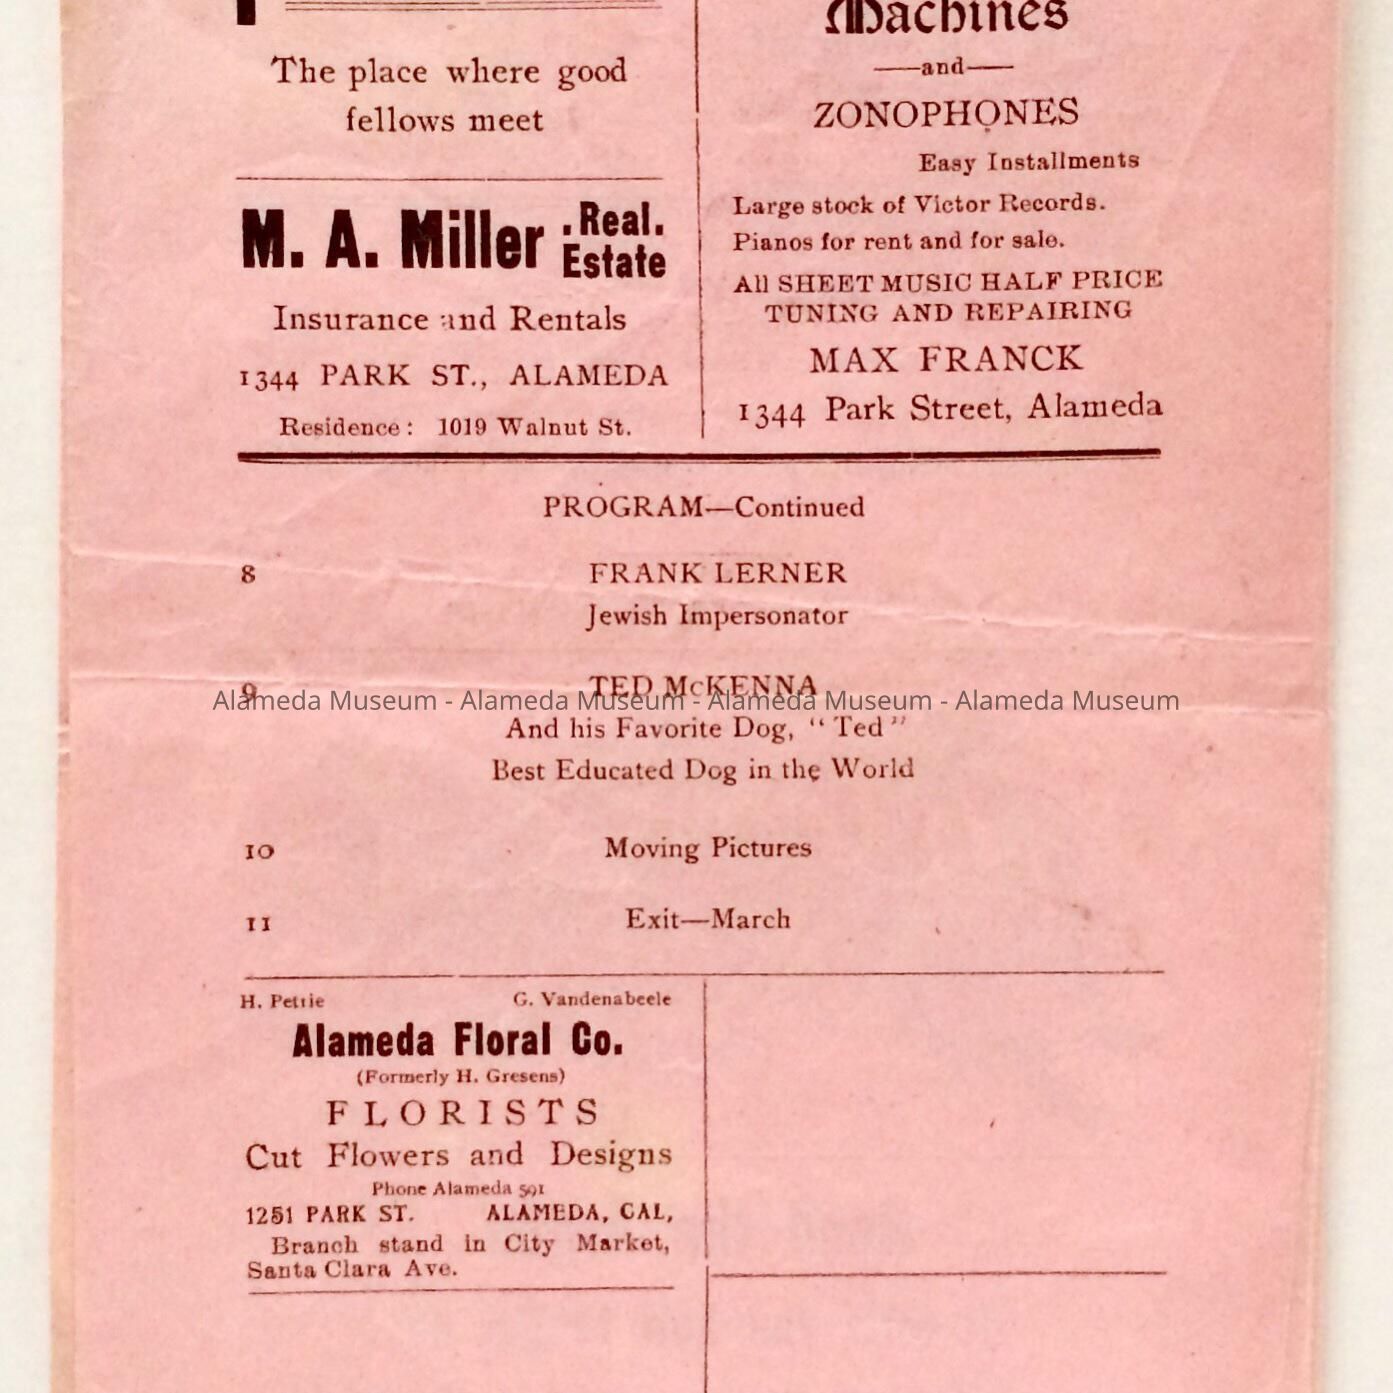 The place where good
fellows meet
M. A. Miller .Real.
Estate
Insurance and Rentals
1344 PARK ST., ALAMEDA
Residence: 1019 Walnut St.
Machines
—and—
ZONOPHONES
Easy Installments
Large stock of Victor Records.
Pianos for rent and for sale.
All SHEET MUSIC HALF PRICE
TUNING AND REPAIRING
MAX FRANCK
1344 Park Street, Alameda
PROGRAM—Continued
8 FRANK LERNER
Jewish Impersonator
9 TED McKENNA
Alameda Museum - Alameda Museum - Alameda Museum - Alameda Museum
And his Favorite Dog, "Ted"
Best Educated Dog in the World
10 Moving Pictures
11 Exit—March
H. Pettie G. Vandenabeele
Alameda Floral Co.
(Formerly H. Gresens)
FLORISTS
Cut Flowers and Designs
Phone Alameda 591
1251 PARK ST. ALAMEDA, CAL,
Branch stand in City Market,
Santa Clara Ave.